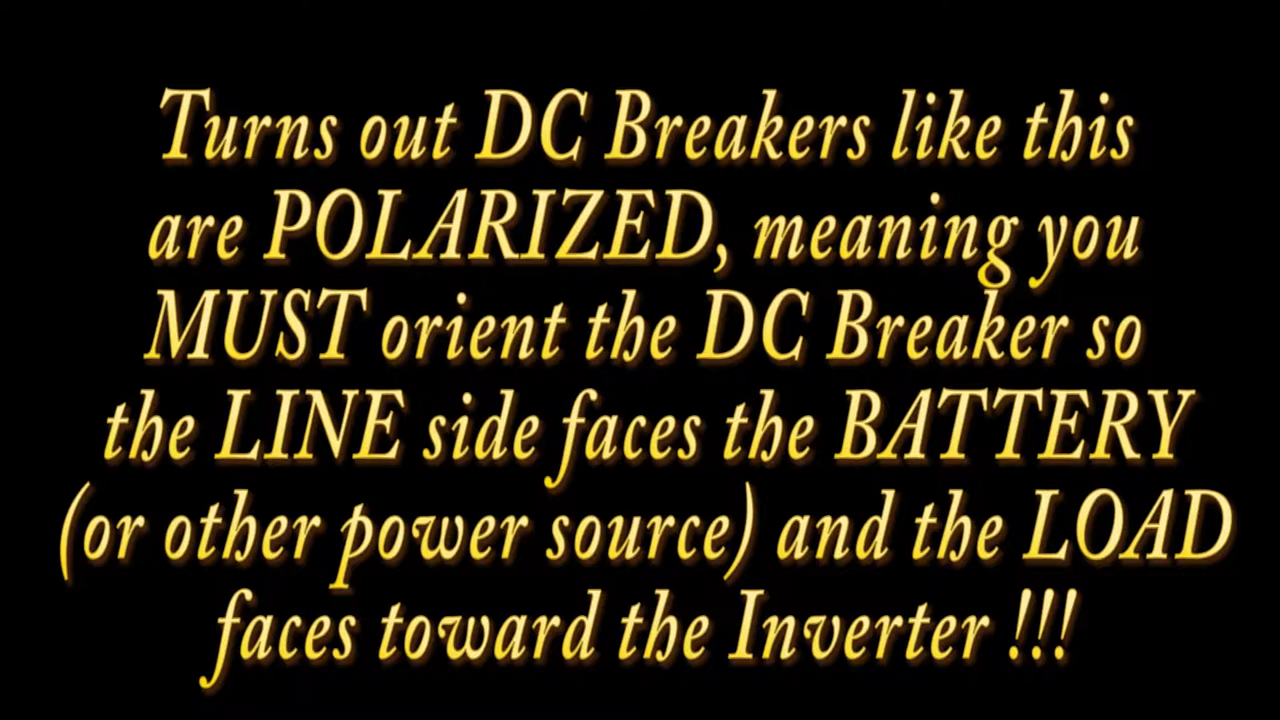 Turns out DC Breakers like this
are POLARIZED, meaning you
MUST orient the DC Breaker so
the LINE side faces the BATTERY
(or other power source) and the LOAD
faces toward the Inverter !!!